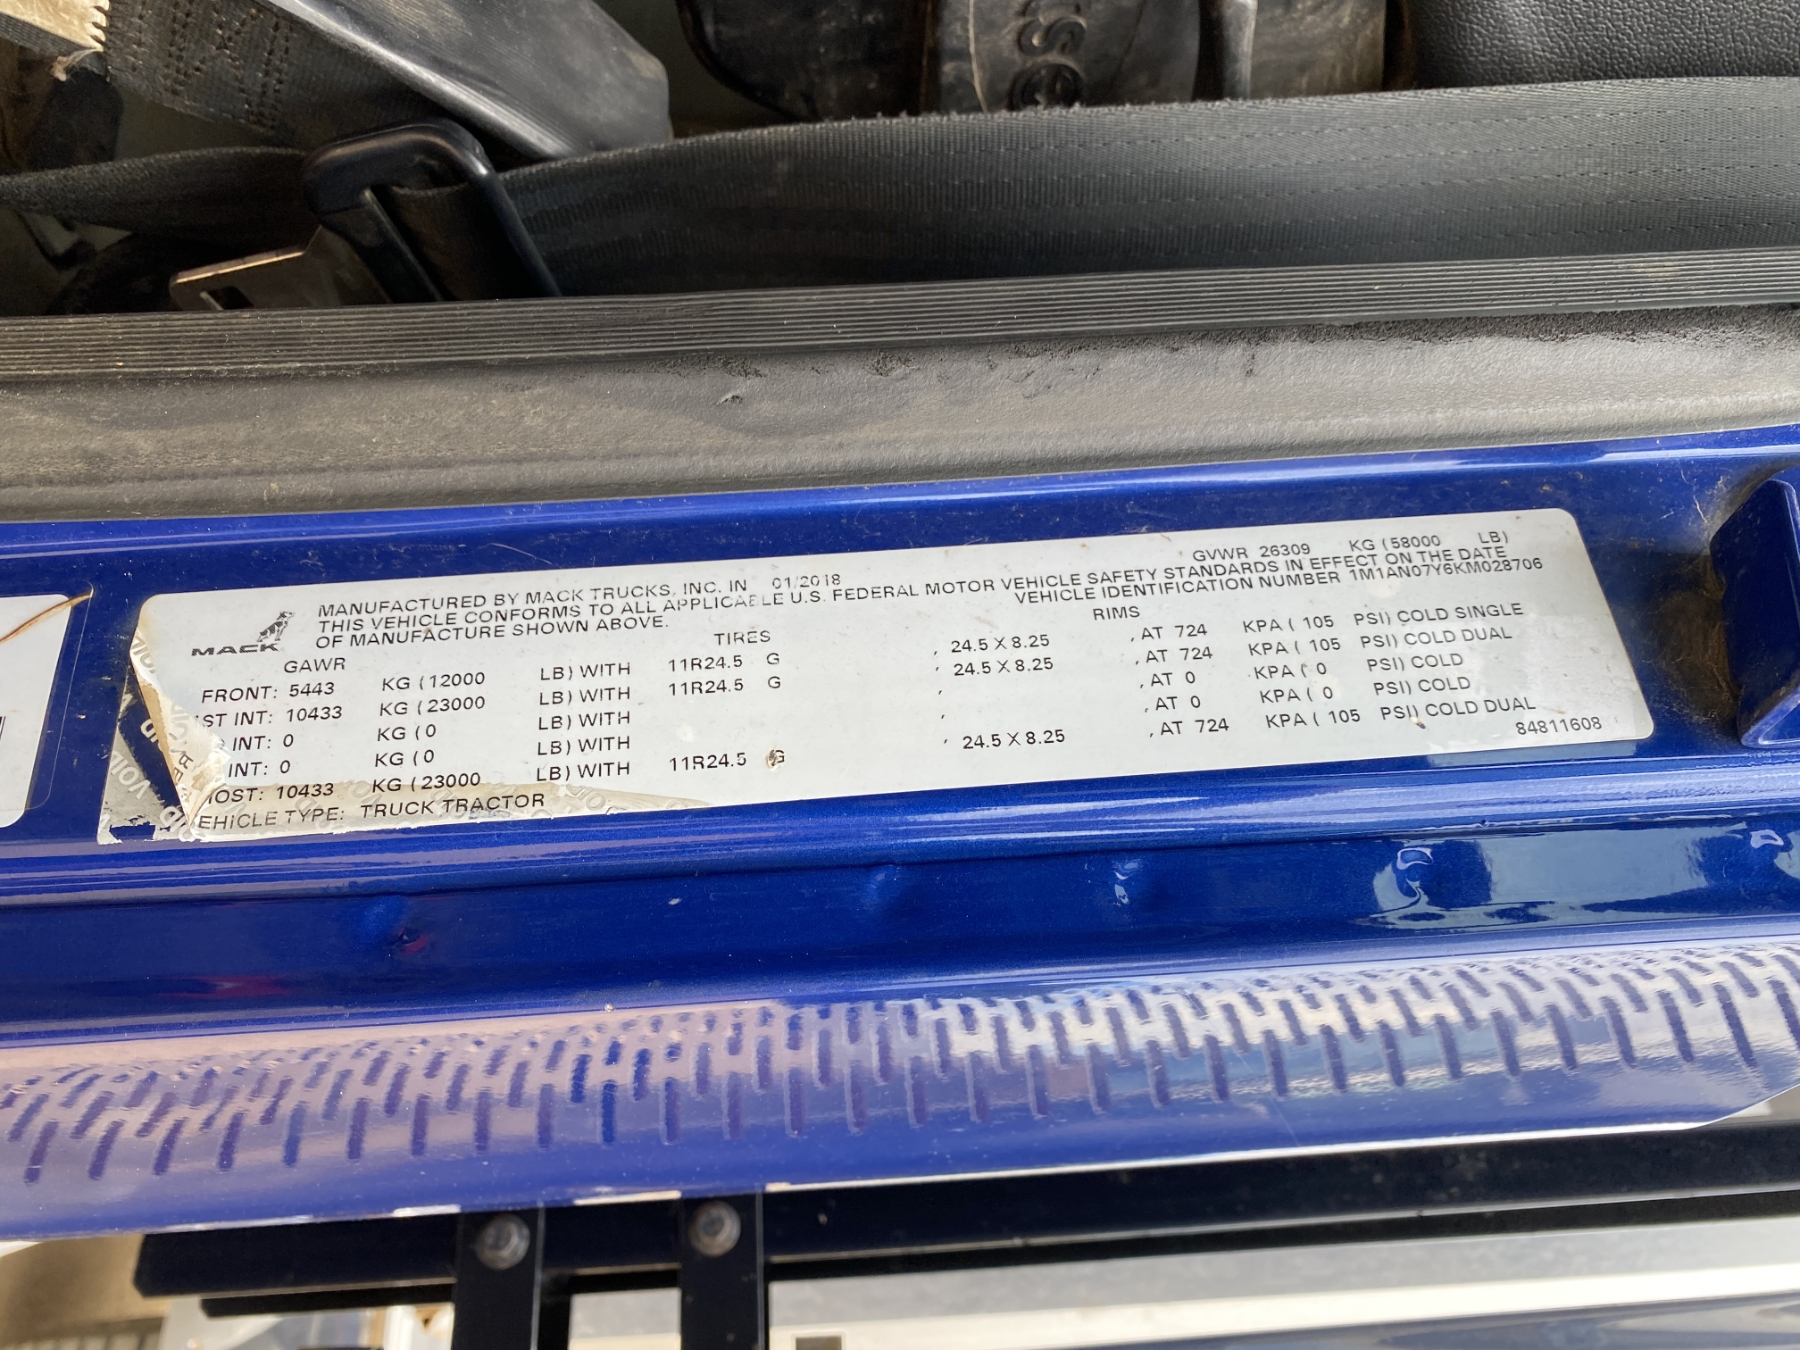 MANUFACTURED BY MACK TRUCKS, INC. IN 01/2018 GVWR 26309 KG (58000 LB)
THIS VEHICLE CONFORMS TO ALL APPLICABLE U.S. FEDERAL MOTOR VEHICLE SAFETY STANDARDS IN EFFECT ON THE DATE
OF MANUFACTURE SHOWN ABOVE. VEHICLE IDENTIFICATION NUMBER 1M1AN07Y6KM028706
MACK
GAWR TIRES RIMS
FRONT: 5443 KG (12000 LB) WITH 11R24.5 G , 24.5 X 8.25 , AT 724 KPA ( 105 PSI) COLD SINGLE
ST INT: 10433 KG (23000 LB) WITH 11R24.5 G , 24.5 X 8.25 , AT 724 KPA ( 105 PSI) COLD DUAL
INT: 0 KG (0 LB) WITH , , AT 0 KPA ( 0 PSI) COLD
INT: 0 KG (0 LB) WITH , , AT 0 KPA ( 0 PSI) COLD
MOST: 10433 KG (23000 LB) WITH 11R24.5 G , 24.5 X 8.25 , AT 724 KPA ( 105 PSI) COLD DUAL
EHICLE TYPE: TRUCK TRACTOR 84811608
VOID